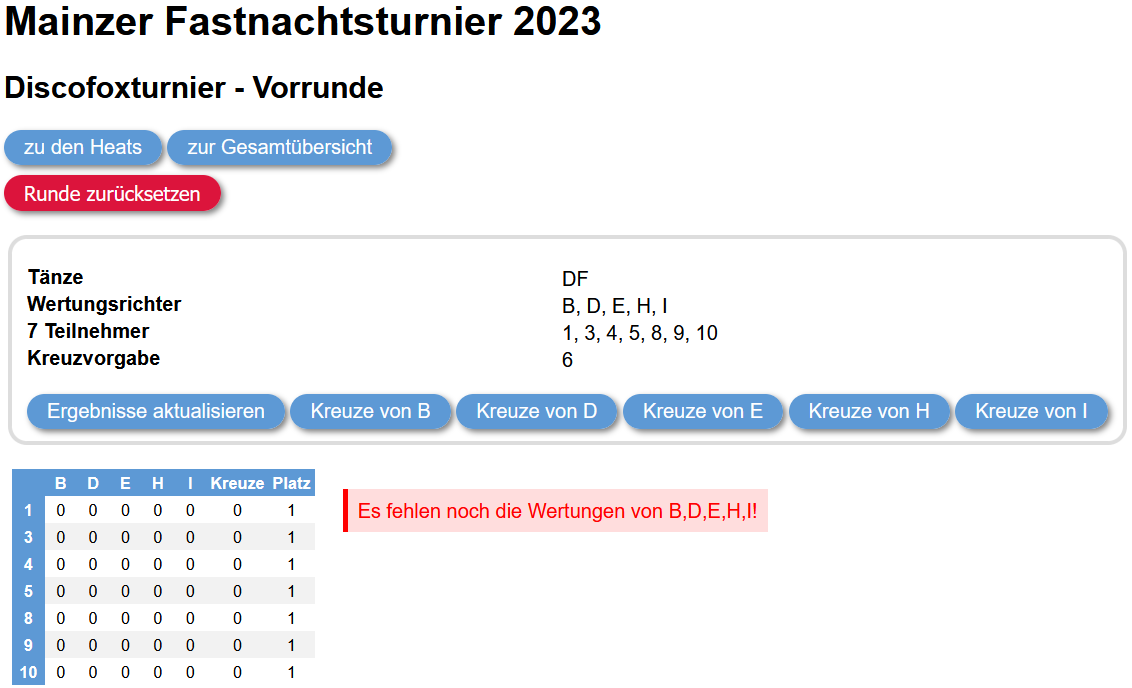 Mainzer Fastnachtsturnier 2023
Discofoxturnier - Vorrunde
zu den Heats zur Gesamtübersicht
Runde zurücksetzen
Tänze DF
Wertungsrichter B, D, E, H, I
7 Teilnehmer 1, 3, 4, 5, 8, 9, 10
Kreuzvorgabe 6
Ergebnisse aktualisieren Kreuze von B Kreuze von D Kreuze von E Kreuze von H Kreuze von I
B D E H I Kreuze Platz
1 0 0 0 0 0 0 1
3 0 0 0 0 0 0 1
4 0 0 0 0 0 0 1
5 0 0 0 0 0 0 1
8 0 0 0 0 0 0 1
9 0 0 0 0 0 0 1
10 0 0 0 0 0 0 1
Es fehlen noch die Wertungen von B,D,E,H,I!